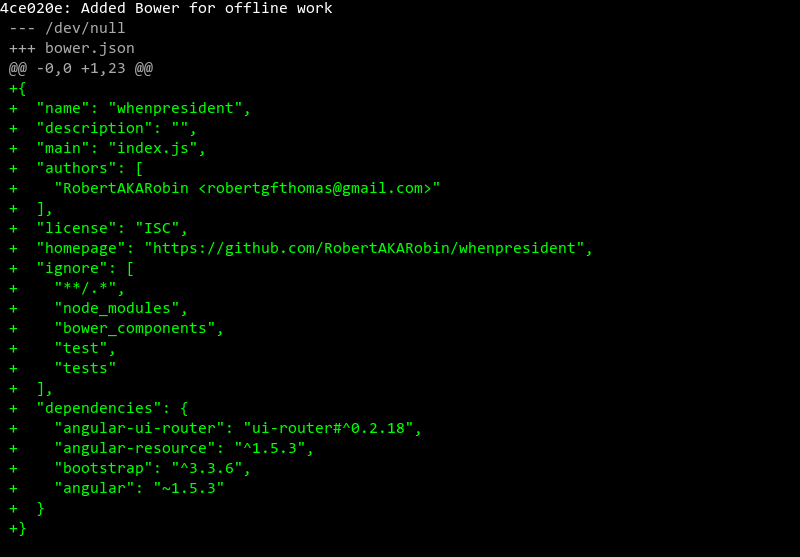 4ce020e: Added Bower for offline work
--- /dev/null
+++ bower.json
@@ -0,0 +1,23 @@
+{
+  "name": "whenpresident",
+  "description": "",
+  "main": "index.js",
+  "authors": [
+    "RobertAKARobin <robertgfthomas@gmail.com>"
+  ],
+  "license": "ISC",
+  "homepage": "https://github.com/RobertAKARobin/whenpresident",
+  "ignore": [
+    "**/.*",
+    "node_modules",
+    "bower_components",
+    "test",
+    "tests"
+  ],
+  "dependencies": {
+    "angular-ui-router": "ui-router#^0.2.18",
+    "angular-resource": "^1.5.3",
+    "bootstrap": "^3.3.6",
+    "angular": "~1.5.3"
+  }
+}